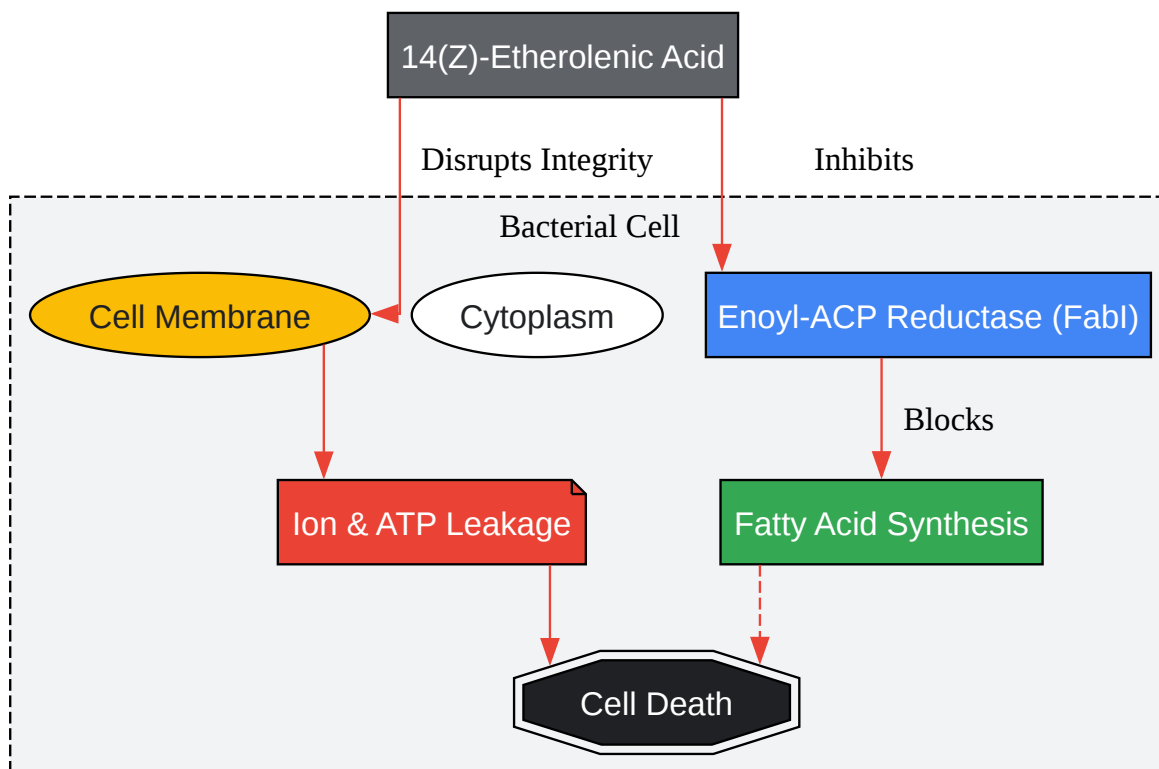 14(Z)-Etherolenic Acid
Disrupts Integrity
Inhibits
Bacterial Cell
Cell Membrane
Cytoplasm
Enoyl-ACP Reductase (FabI)
Blocks
Ion & ATP Leakage
Fatty Acid Synthesis
Cell Death